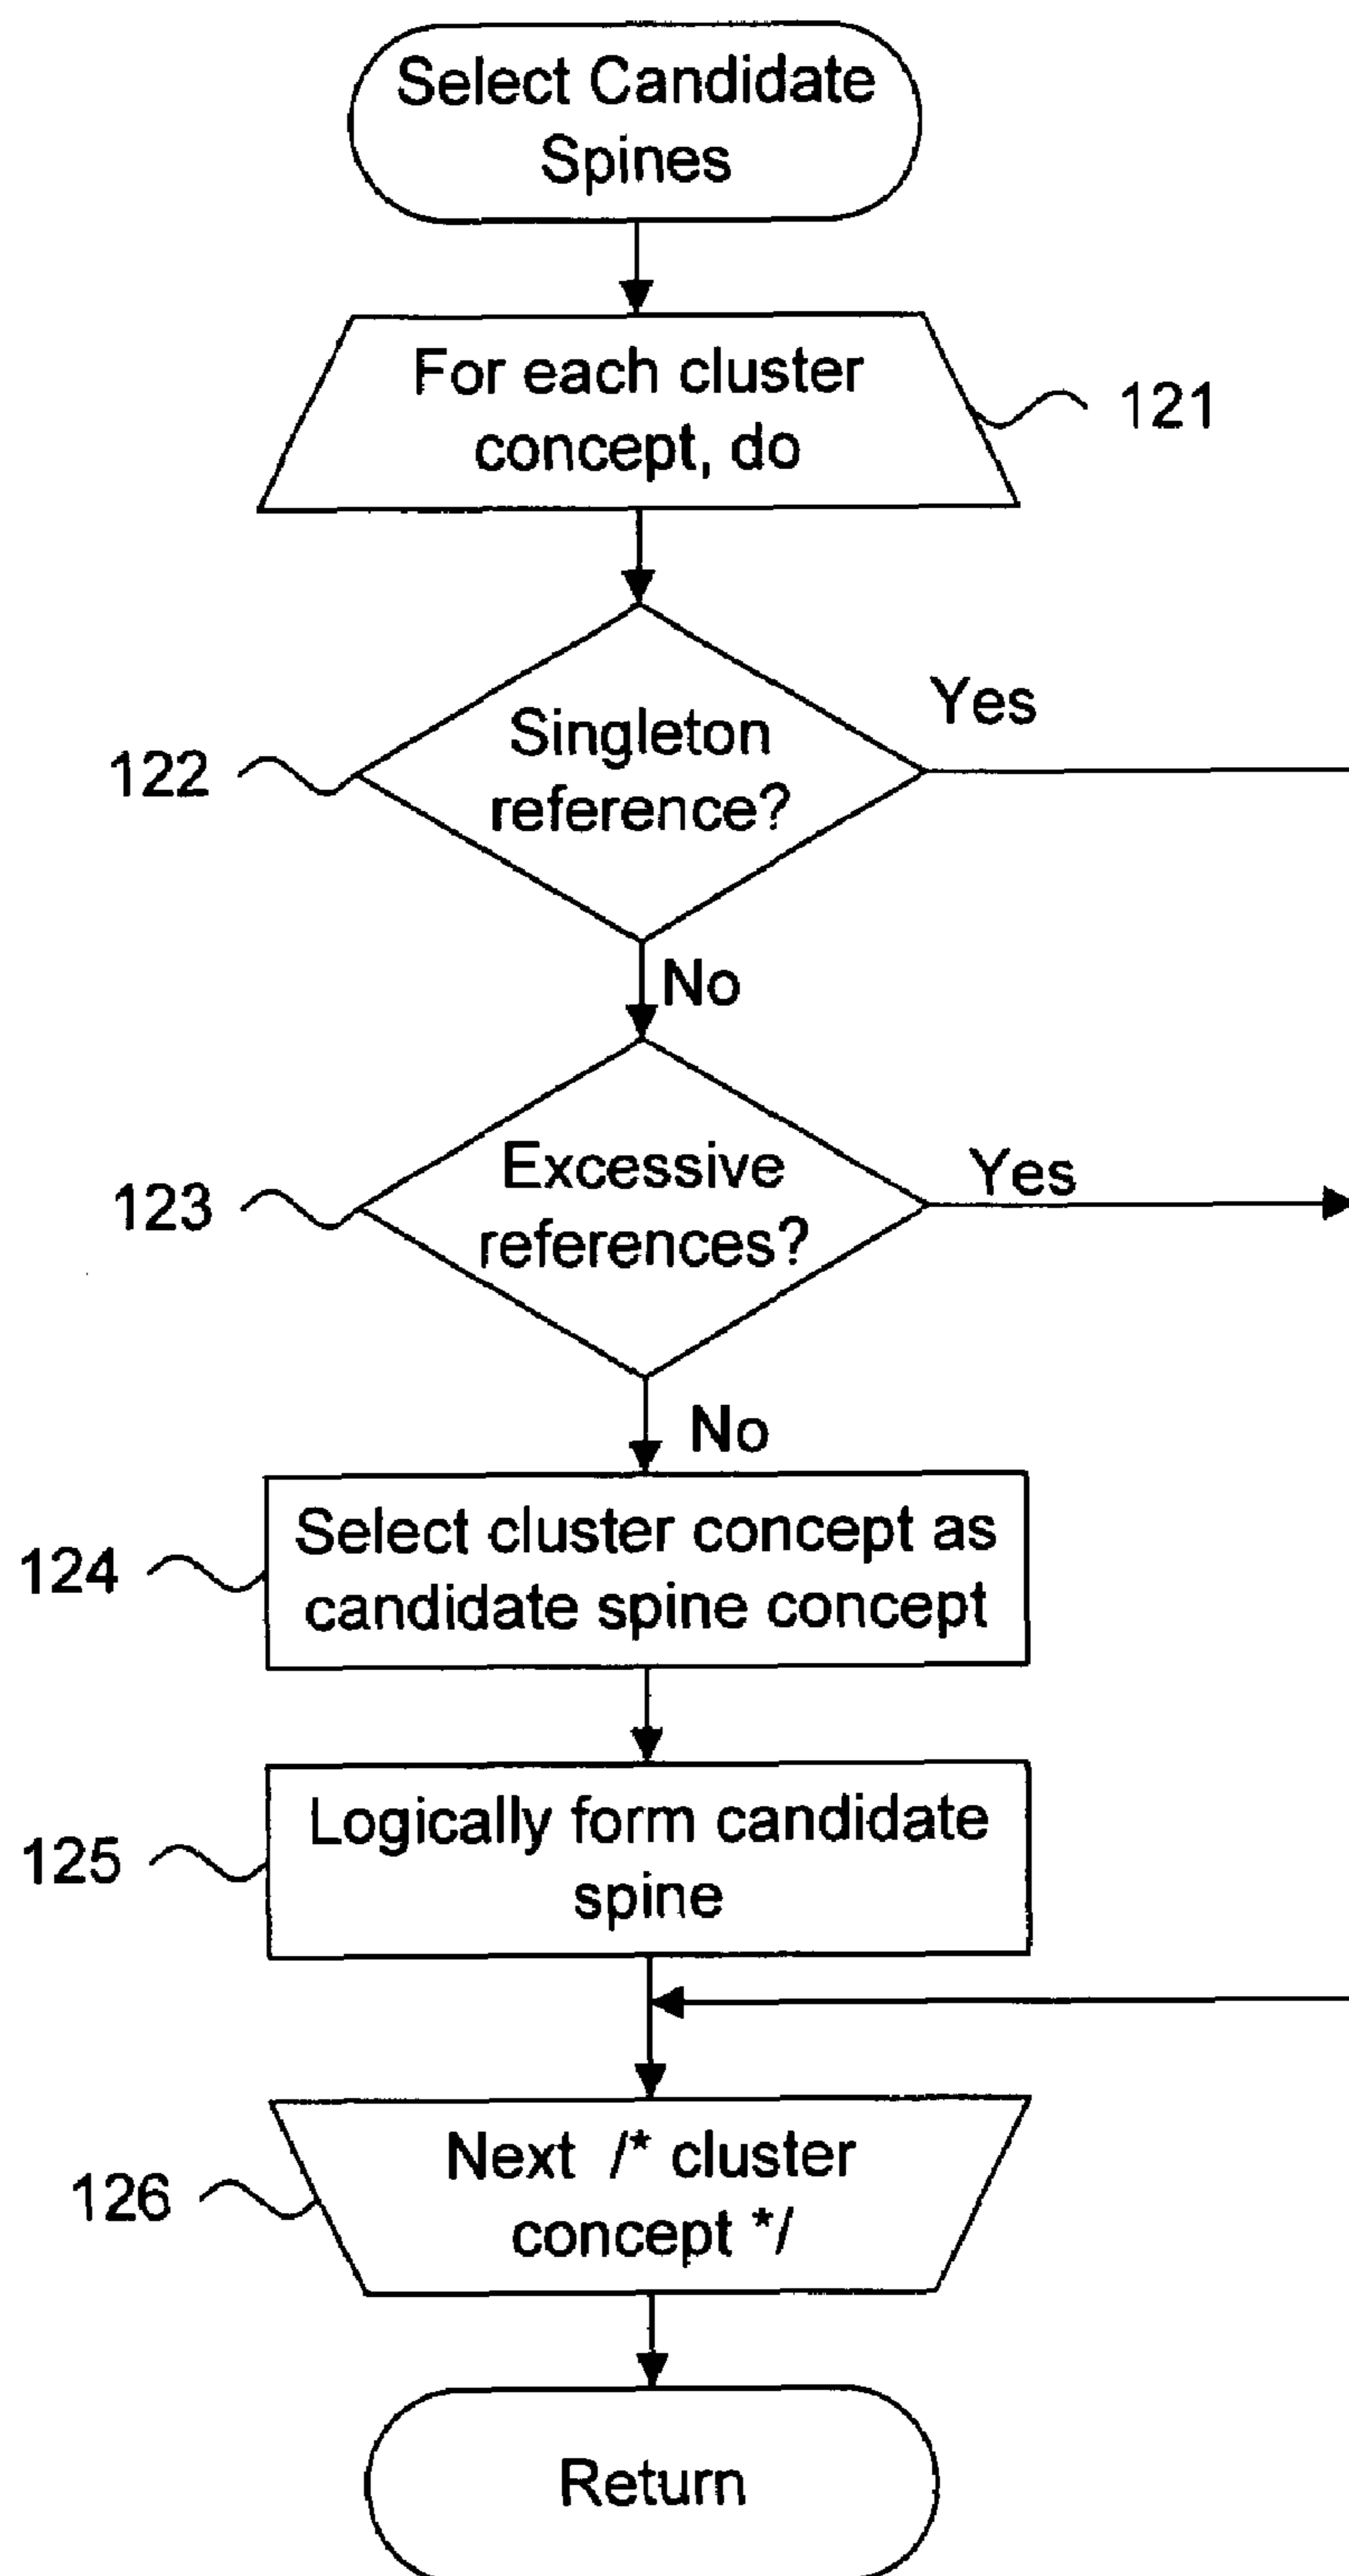 Select Candidate
Spines
For each cluster
concept, do
121
Singleton
reference?
122
Yes
No
Excessive
references?
123
Yes
No
Select cluster concept as
candidate spine concept
124
Logically form candidate
spine
125
Next /* cluster
concept */
126
Return